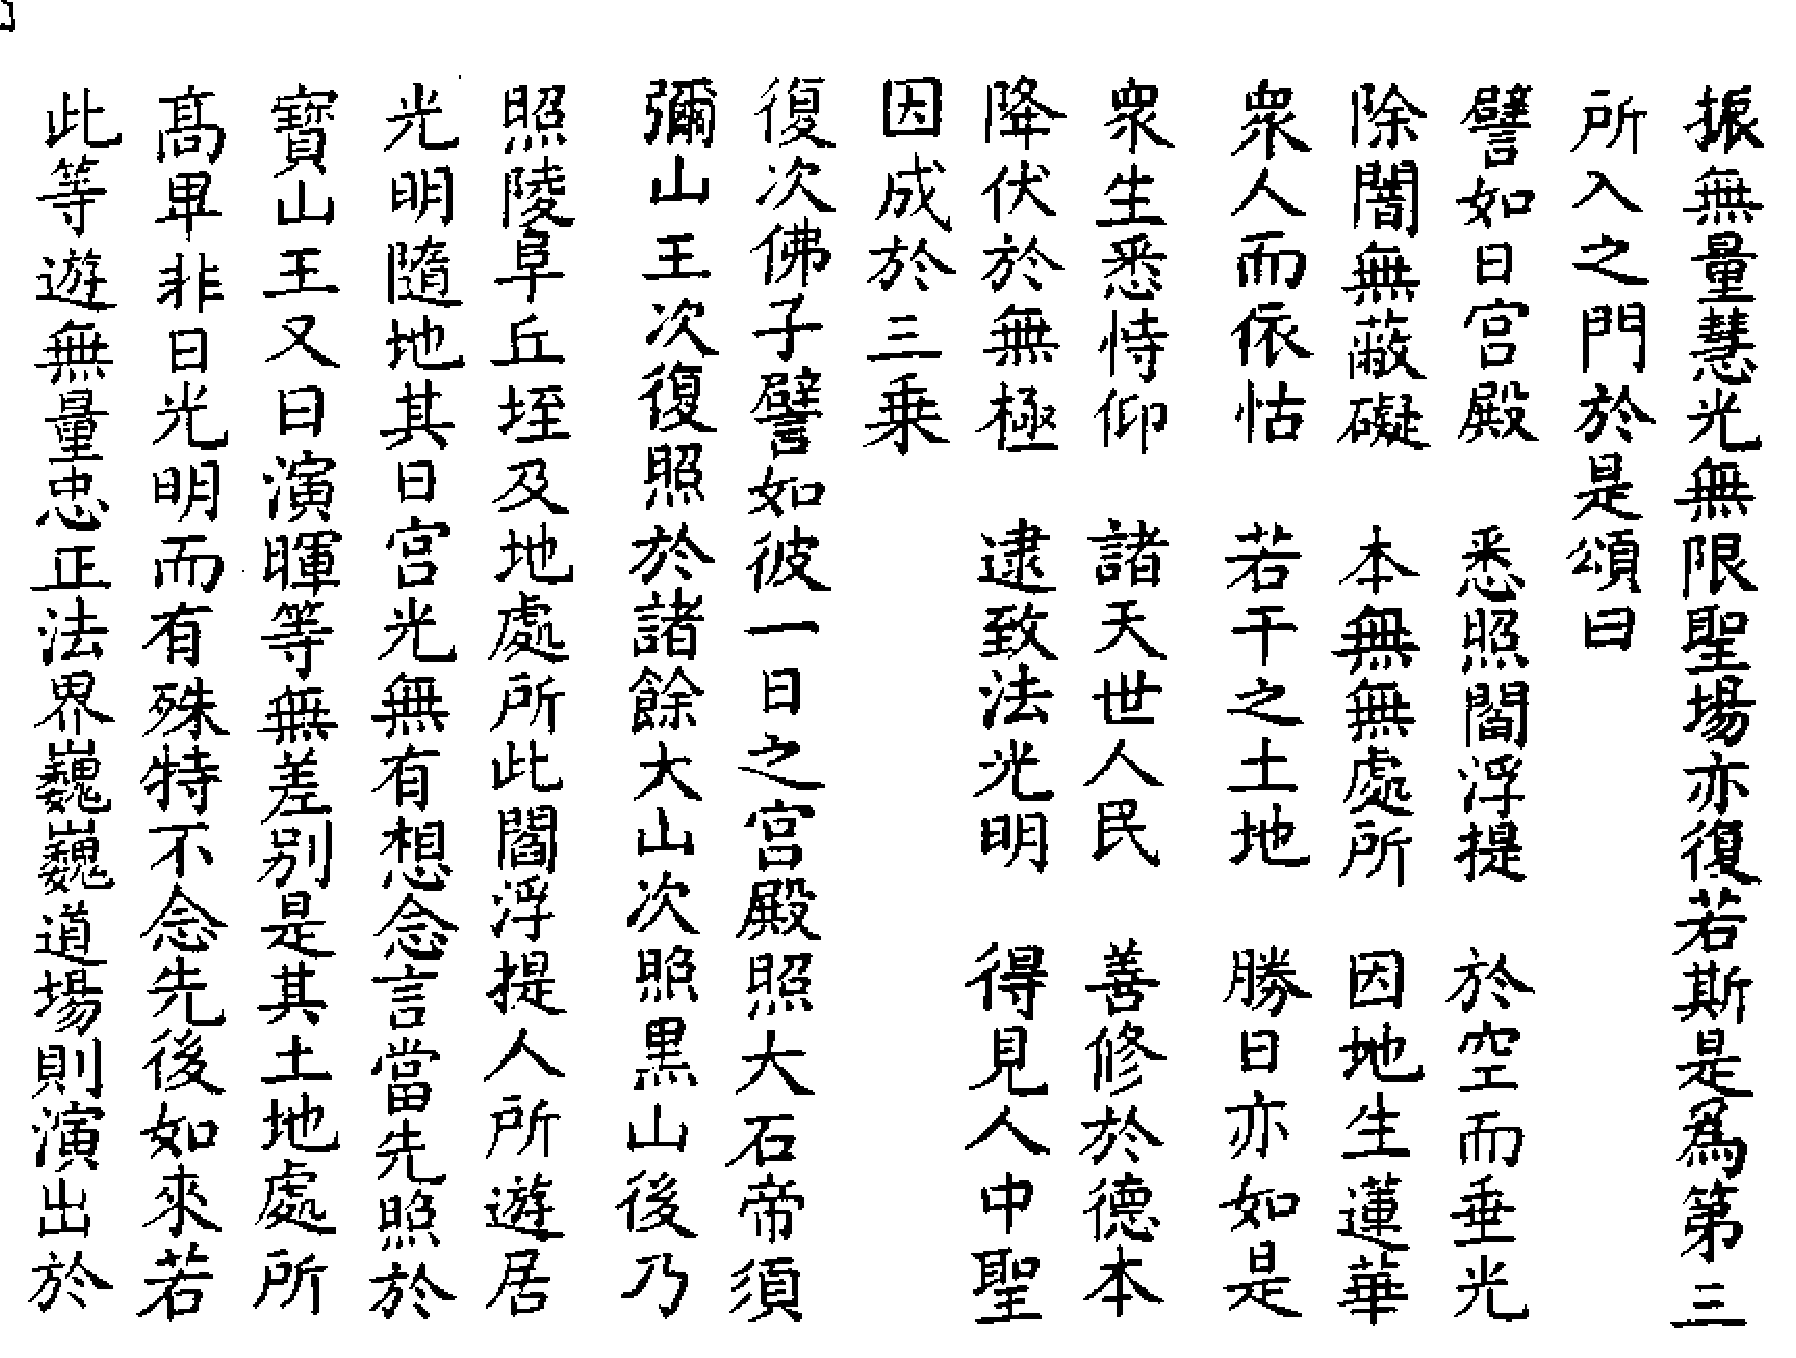 振無量慧光無限聖場亦復若斯是爲第三
所入之門於是頌曰
譬如日宮殿　悉照閻浮提　於空而垂光
除闇無蔽礙　本無無處所　因地生蓮華
衆人而依怙　若干之土地　勝日亦如是
衆生悉恃仰　諸天世人民　善修於德本
降伏於無極　逮致法光明　得見人中聖
因成於三乗
復次佛子譬如彼一日之宮殿照大石帝須
彌山王次復照於諸餘大山次照黒山後乃
照陵阜丘垤及地處所此閻浮提人所遊居
光明隨地其日宮光無有想念言當先照於
寶山王又日演暉等無差別是其土地處所
髙卑非日光明而有殊特不念先後如來若
此等遊無量忠正法界巍巍道場則演出於